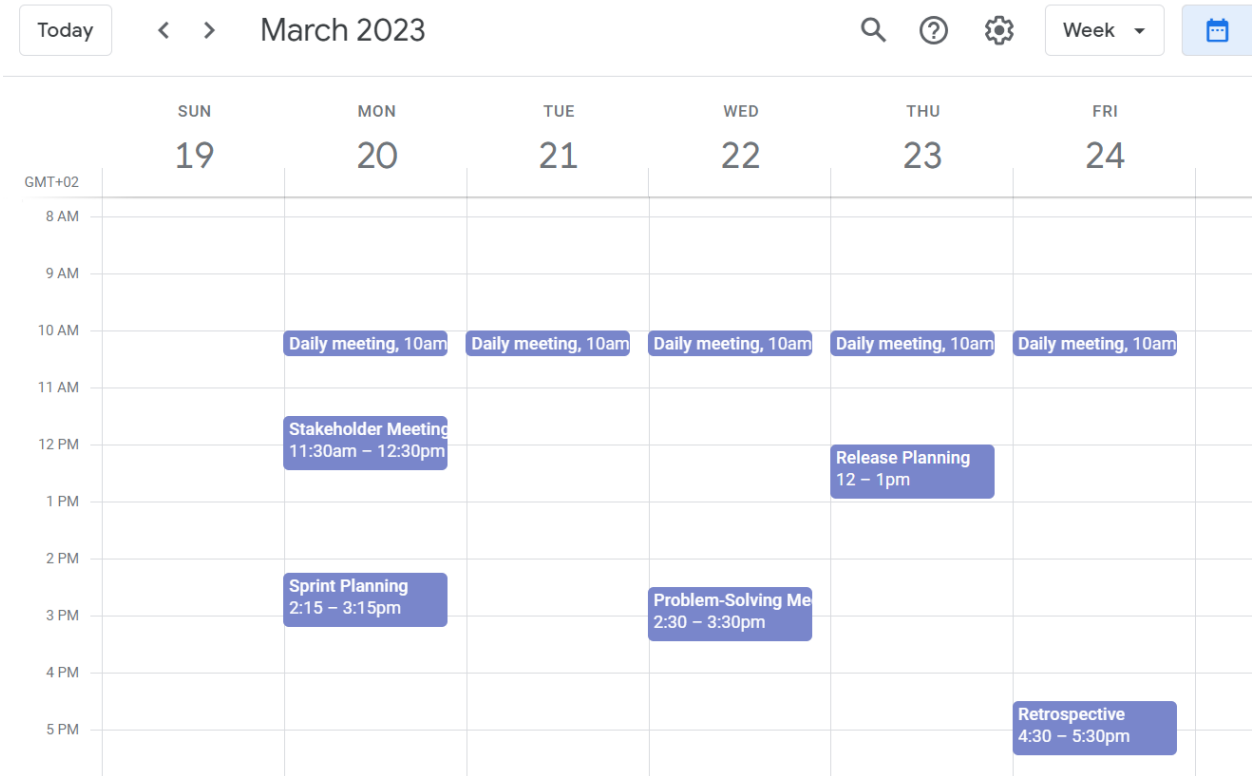 Today March 2023 Week
SUN MON TUE WED THU FRI
19 20 21 22 23 24
GMT+02
8 AM
9 AM
10 AM
Daily meeting, 10am Daily meeting, 10am Daily meeting, 10am Daily meeting, 10am Daily meeting, 10am
11 AM
Stakeholder Meeting
11:30am – 12:30pm
12 PM
Release Planning
12 – 1pm
1 PM
2 PM
Sprint Planning
2:15 – 3:15pm
Problem-Solving Me
2:30 – 3:30pm
3 PM
4 PM
Retrospective
4:30 – 5:30pm
5 PM